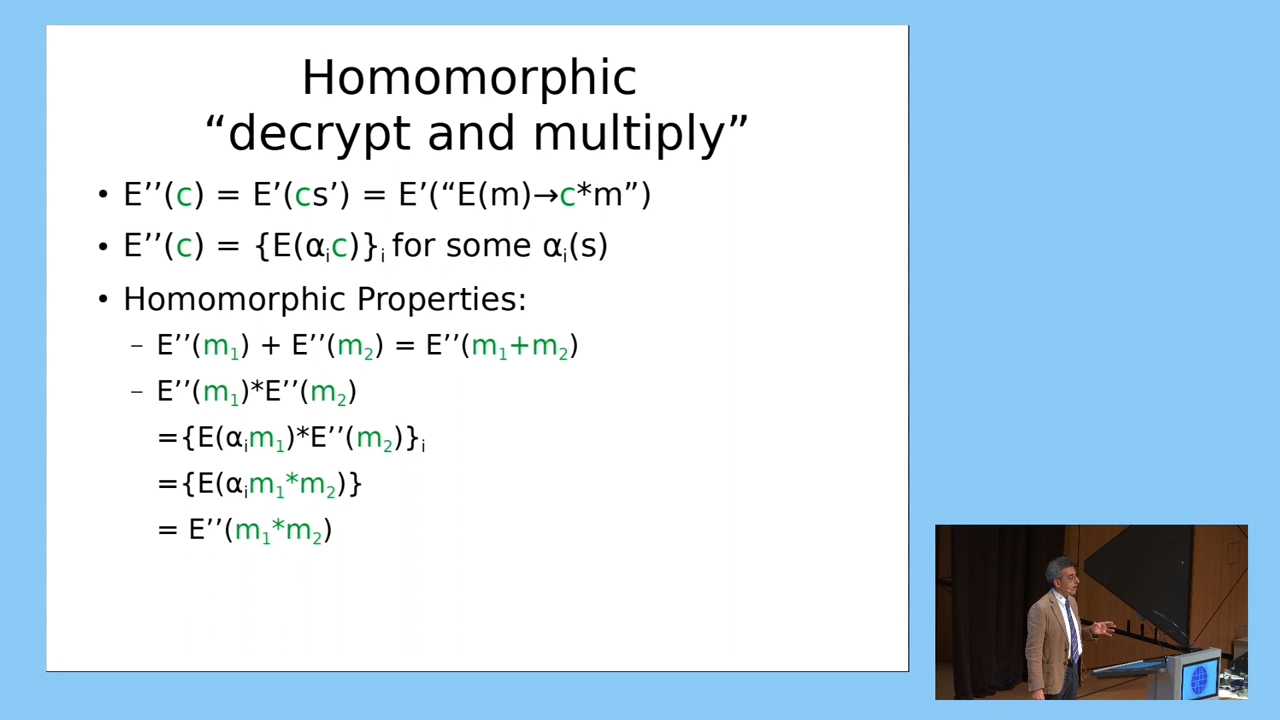 Homomorphic
“decrypt and multiply”
• E’’(c) = E’(cs’) = E’(“E(m)→c*m”)
• E’’(c) = {E(αᵢc)}ᵢ for some αᵢ(s)
• Homomorphic Properties:
– E’’(m₁) + E’’(m₂) = E’’(m₁+m₂)
– E’’(m₁)*E’’(m₂)
={E(αᵢm₁)*E’’(m₂)}ᵢ
={E(αᵢm₁*m₂)}
= E’’(m₁*m₂)